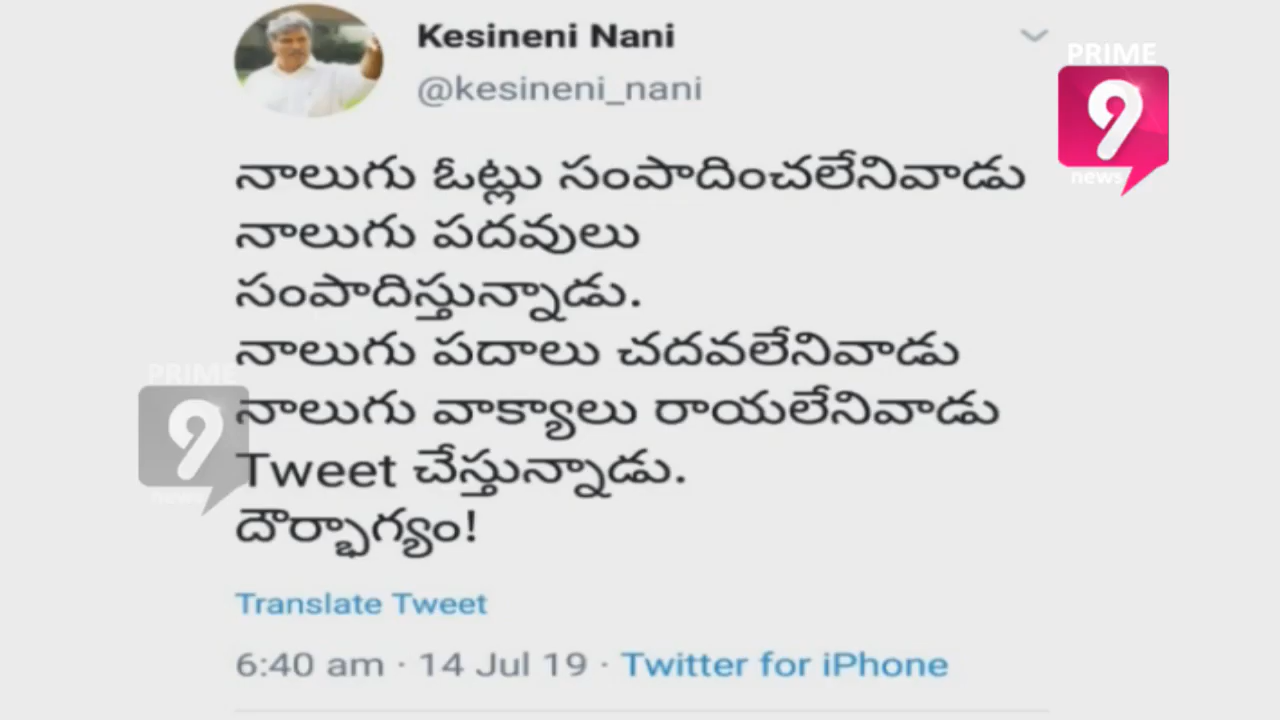 Kesineni Nani
@kesineni_nani
PRIME
9
news
నాలుగు ఓట్లు సంపాదించలేనివాడు
నాలుగు పదవులు
సంపాదిస్తున్నాడు.
నాలుగు పదాలు చదవలేనివాడు
నాలుగు వాక్యాలు రాయలేనివాడు
Tweet చేస్తున్నాడు.
దౌర్భాగ్యం!
PRIME
9
news
Translate Tweet
6:40 am · 14 Jul 19 · Twitter for iPhone